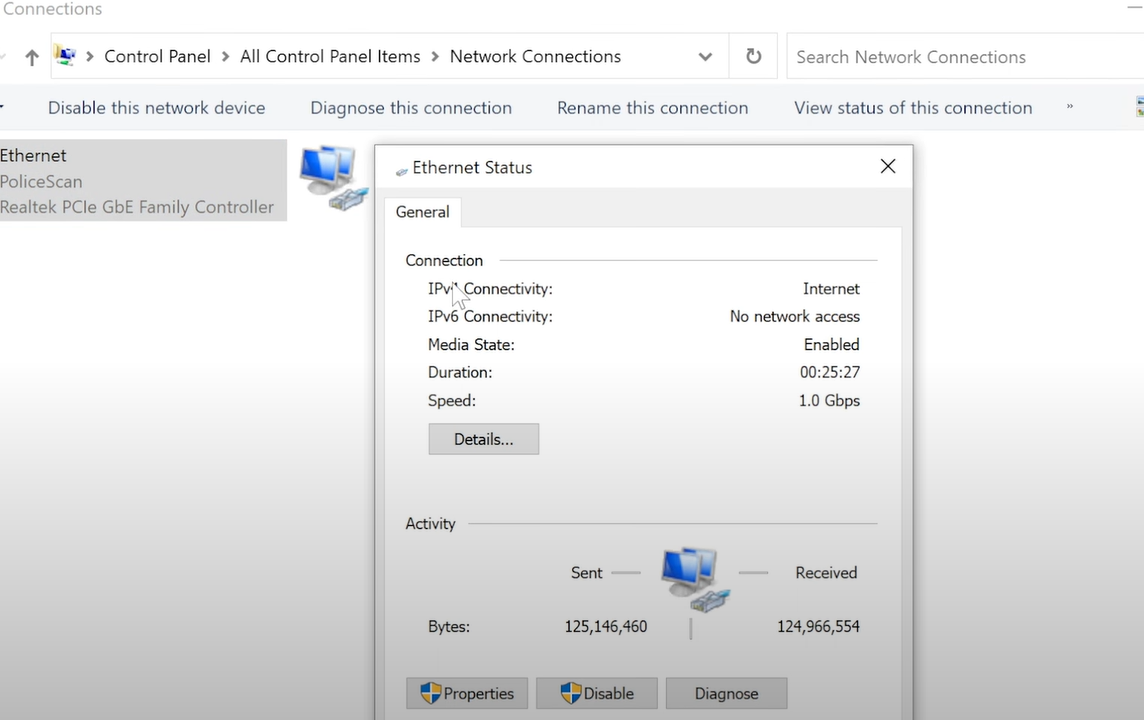 Connections
Control Panel > All Control Panel Items > Network Connections
Search Network Connections
Disable this network device
Diagnose this connection
Rename this connection
View status of this connection
»
Ethernet
PoliceScan
Realtek PCIe GbE Family Controller
Ethernet Status
General
Connection
IPv4 Connectivity: Internet
IPv6 Connectivity: No network access
Media State: Enabled
Duration: 00:25:27
Speed: 1.0 Gbps
Details...
Activity
Sent Received
Bytes: 125,146,460 124,966,554
Properties
Disable
Diagnose